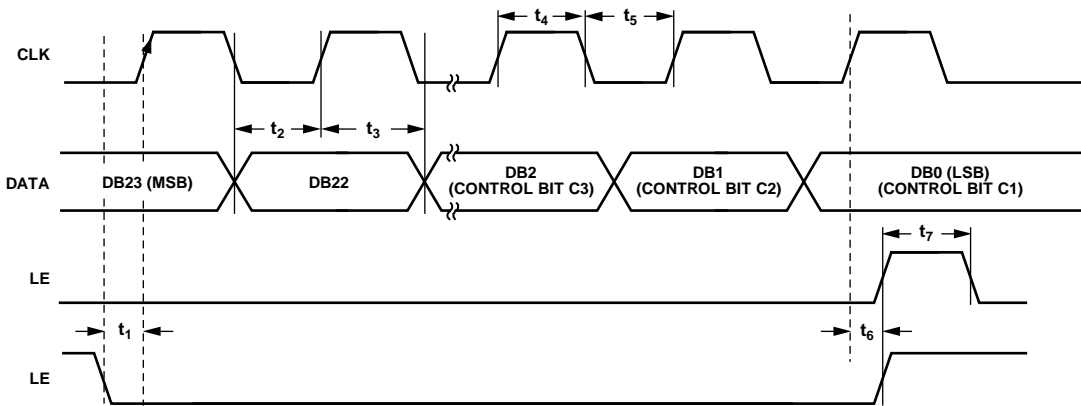 t4
t5
CLK
t2
t3
DATA
DB23 (MSB)
DB22
DB2
(CONTROL BIT C3)
DB1
(CONTROL BIT C2)
DB0 (LSB)
(CONTROL BIT C1)
t7
LE
t1
t6
LE